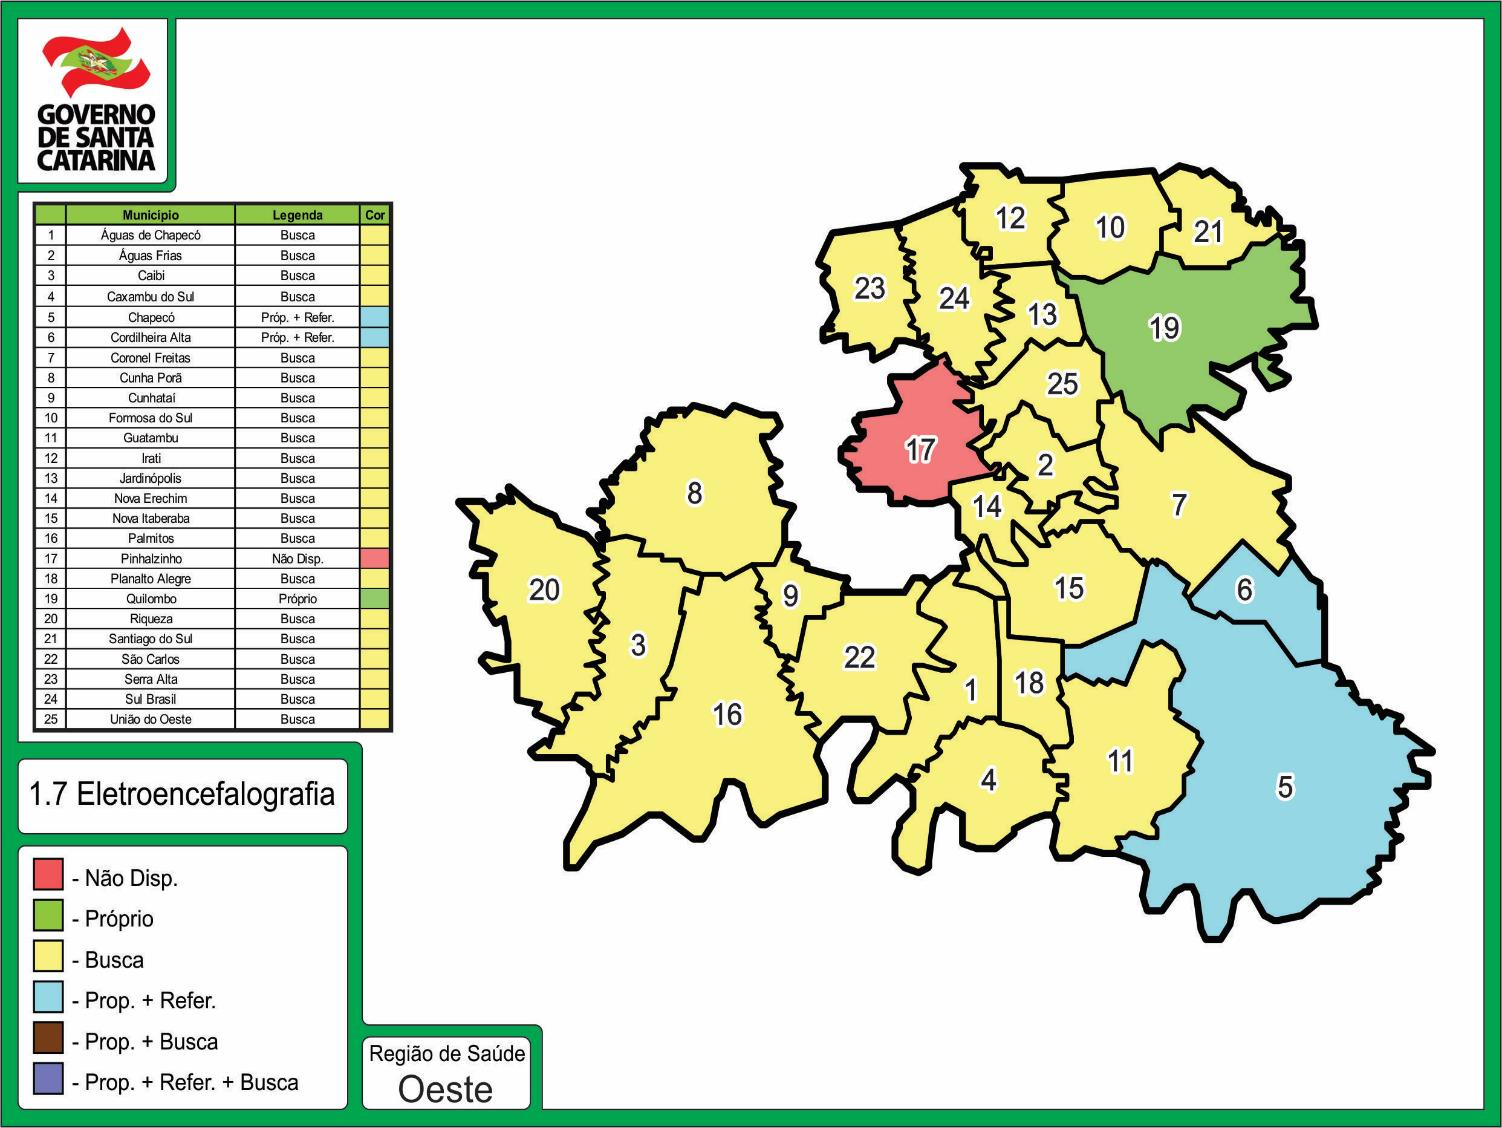 GOVERNO
DE SANTA
CATARINA
Município Legenda Cor
1 Águas de Chapecó Busca
2 Águas Frias Busca
3 Caibi Busca
4 Caxambu do Sul Busca
5 Chapecó Próp. + Refer.
6 Cordilheira Alta Próp. + Refer.
7 Coronel Freitas Busca
8 Cunha Porã Busca
9 Cunhataí Busca
10 Formosa do Sul Busca
11 Guatambu Busca
12 Irati Busca
13 Jardinópolis Busca
14 Nova Erechim Busca
15 Nova Itaberaba Busca
16 Palmitos Busca
17 Pinhalzinho Não Disp.
18 Planalto Alegre Busca
19 Quilombo Próprio
20 Riqueza Busca
21 Santiago do Sul Busca
22 São Carlos Busca
23 Serra Alta Busca
24 Sul Brasil Busca
25 União do Oeste Busca
12
10
21
23
24
13
19
25
17
2
8
14
7
20
9
15
6
3
22
1
18
16
4
11
5
1.7 Eletroencefalografia
- Não Disp.
- Próprio
- Busca
- Prop. + Refer.
- Prop. + Busca
- Prop. + Refer. + Busca
Região de Saúde
Oeste